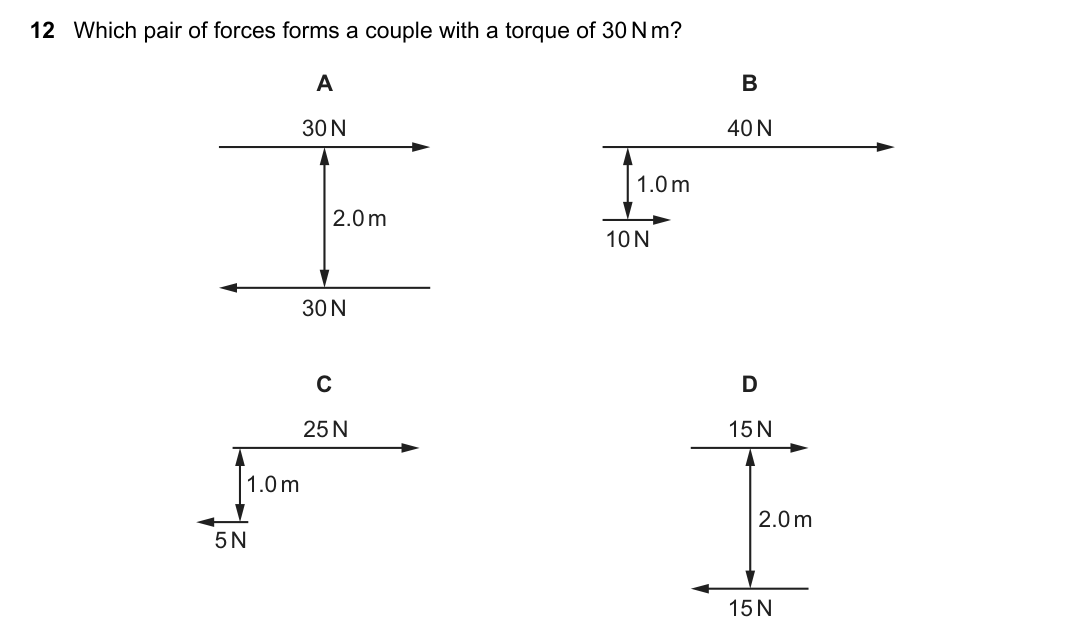 12 Which pair of forces forms a couple with a torque of 30 N m?
A
B
30 N
40 N
1.0 m
2.0 m
10 N
30 N
C
D
25 N
15 N
1.0 m
2.0 m
5 N
15 N